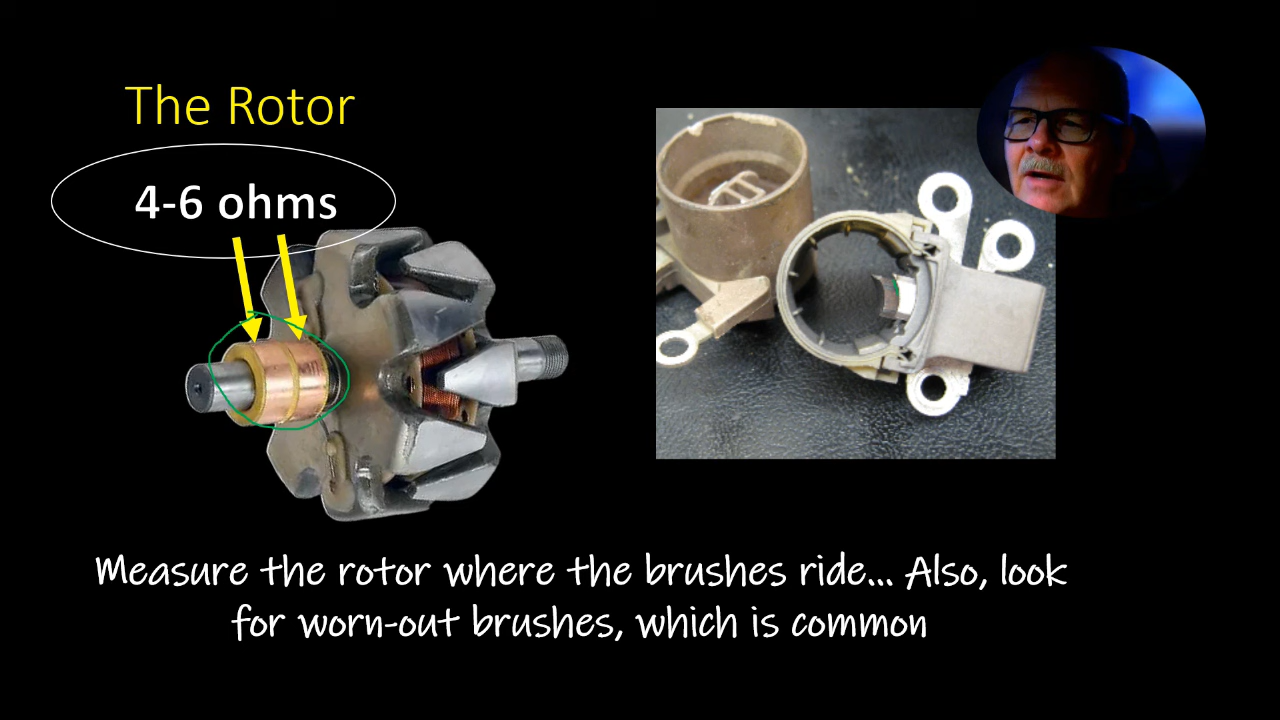 The Rotor
4-6 ohms
Measure the rotor where the brushes ride... Also, look
for worn-out brushes, which is common